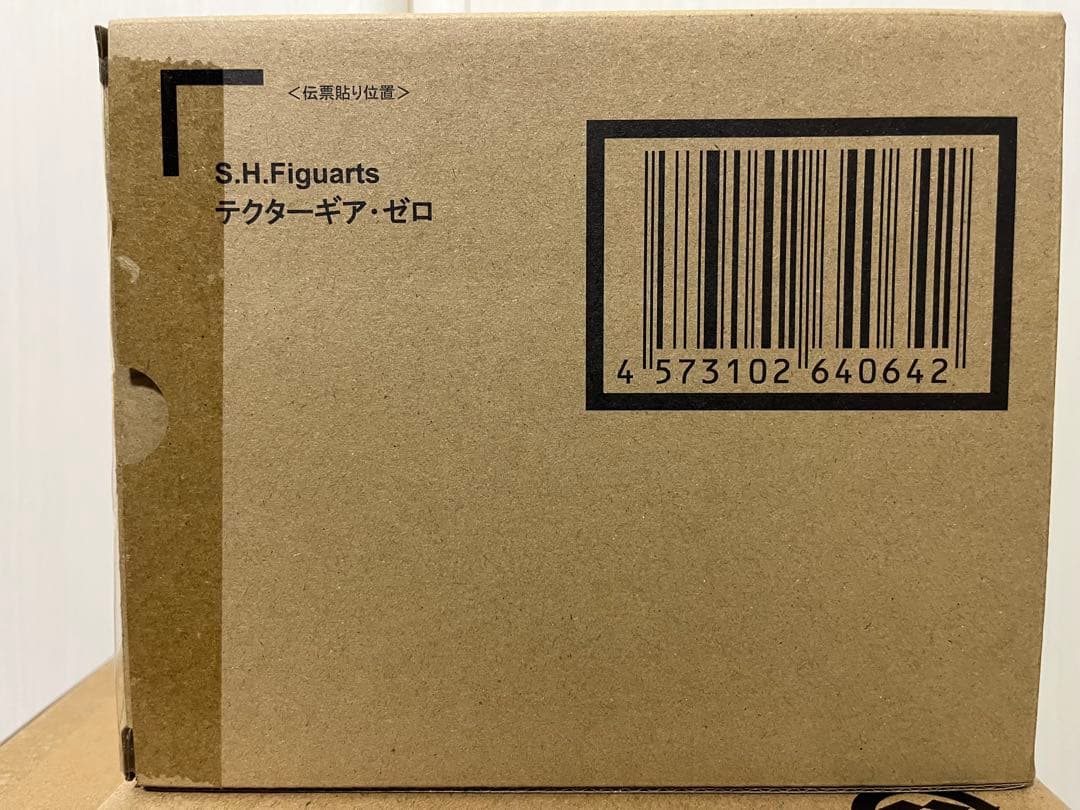 <伝票貼り位置>
S.H.Figuarts
テクターギア・ゼロ
4 573102 640642